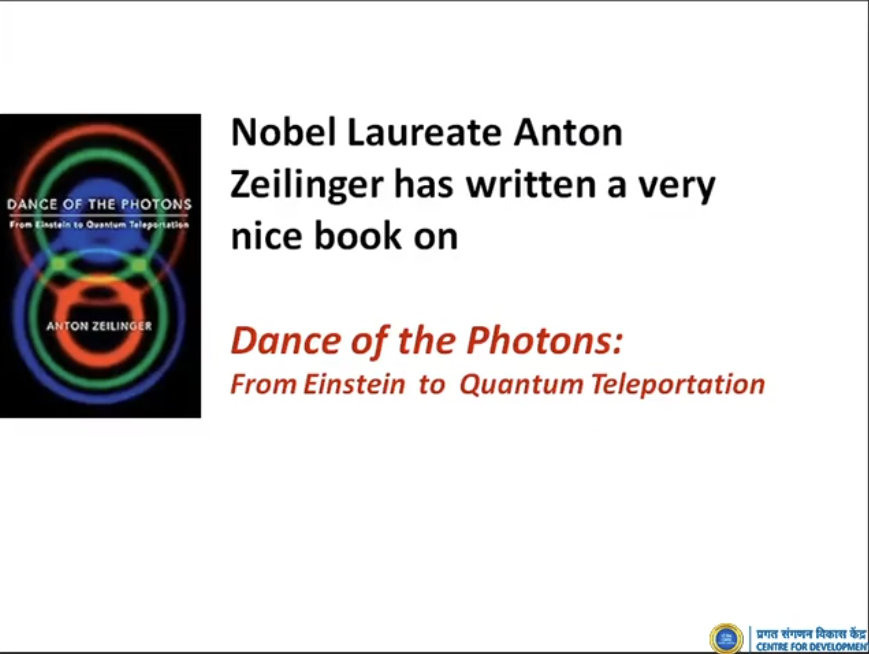 DANCE OF THE PHOTONS
From Einstein to Quantum Teleportation
ANTON ZEILINGER
Nobel Laureate Anton
Zeilinger has written a very
nice book on
Dance of the Photons:
From Einstein to Quantum Teleportation
प्रगत संगणन विकास केंद्र
CENTRE FOR DEVELOPMEN